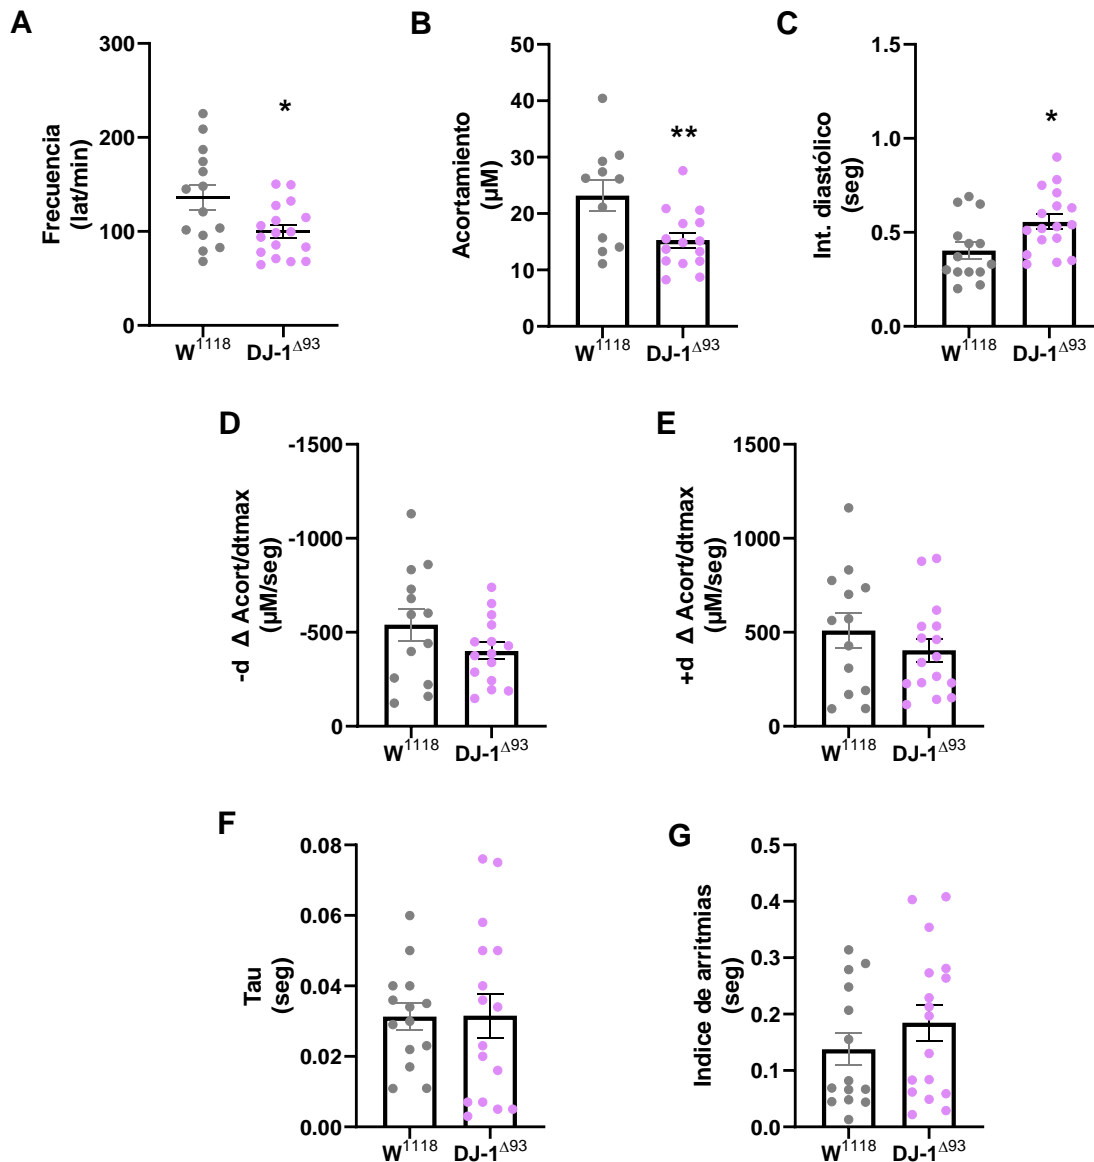 A
Frecuencia
(lat/min)
300
200
100
0
*
W1118
DJ-1Δ93
B
Acortamiento
(μM)
50
40
30
20
10
0
**
W1118
DJ-1Δ93
C
Int. diastólico
(seg)
1.5
1.0
0.5
0.0
*
W1118
DJ-1Δ93
D
-d Δ Acort/dtmax
(μM/seg)
-1500
-1000
-500
0
W1118
DJ-1Δ93
E
+d Δ Acort/dtmax
(μM/seg)
1500
1000
500
0
W1118
DJ-1Δ93
F
Tau
(seg)
0.08
0.06
0.04
0.02
0.00
W1118
DJ-1Δ93
G
Indice de arritmias
(seg)
0.5
0.4
0.3
0.2
0.1
0.0
W1118
DJ-1Δ93